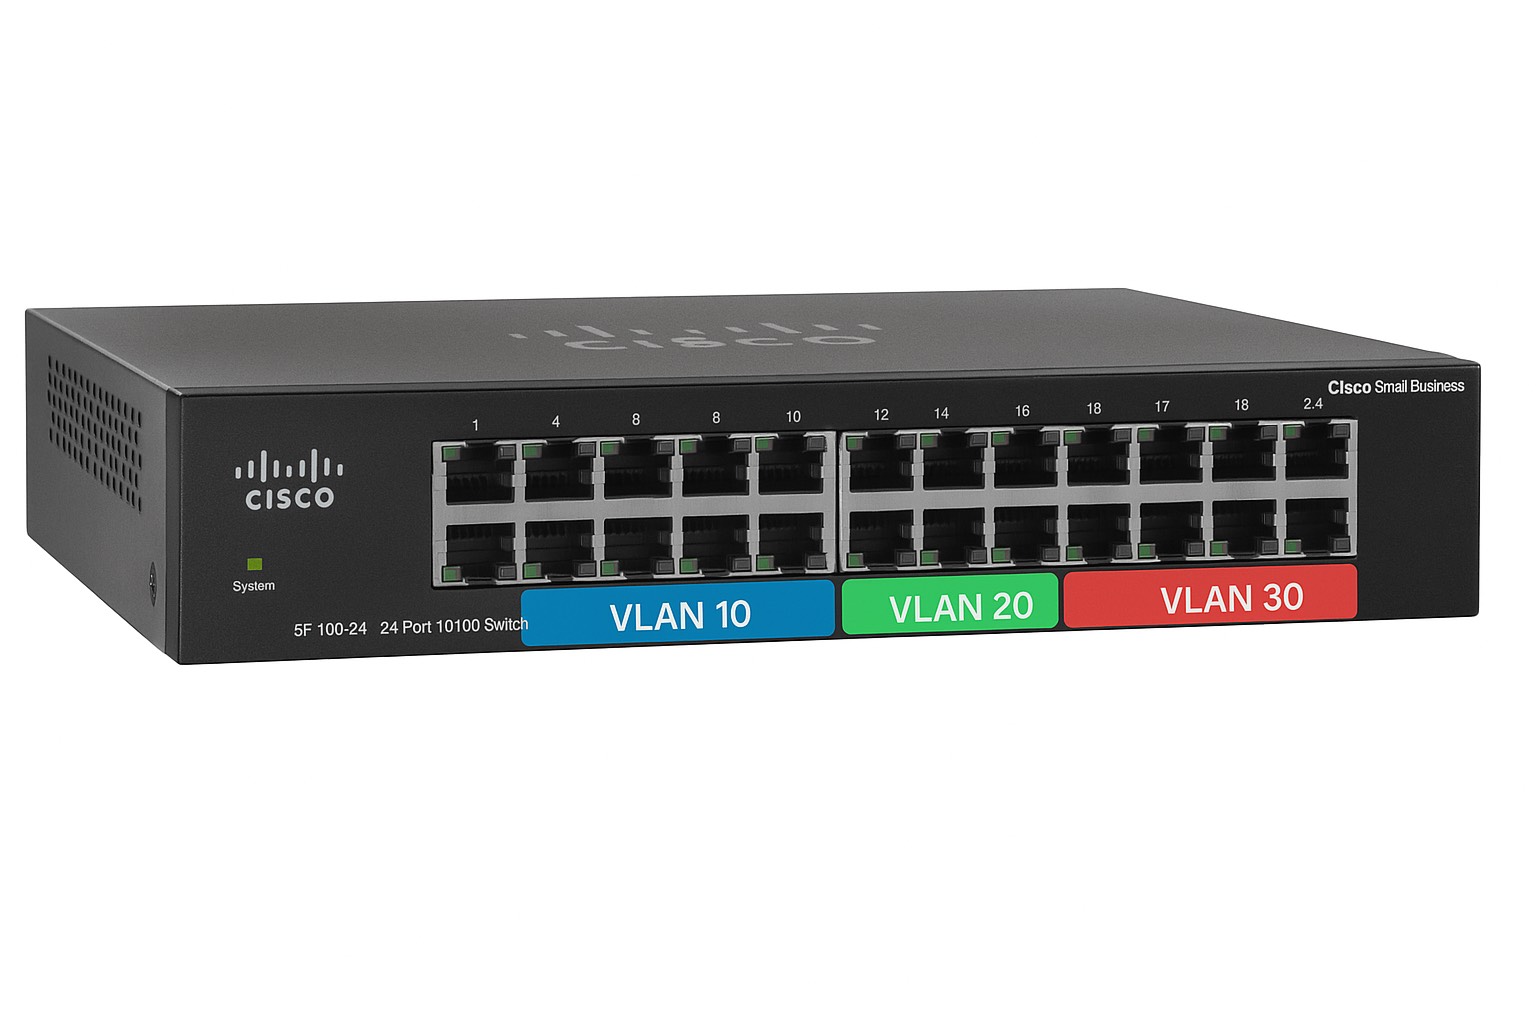 CISCO
CIsco Small Business
1 4 8 8 10 12 14 16 18 17 18 2.4
CISCO
System
5F 100-24 24 Port 10100 Switch
VLAN 10 VLAN 20 VLAN 30